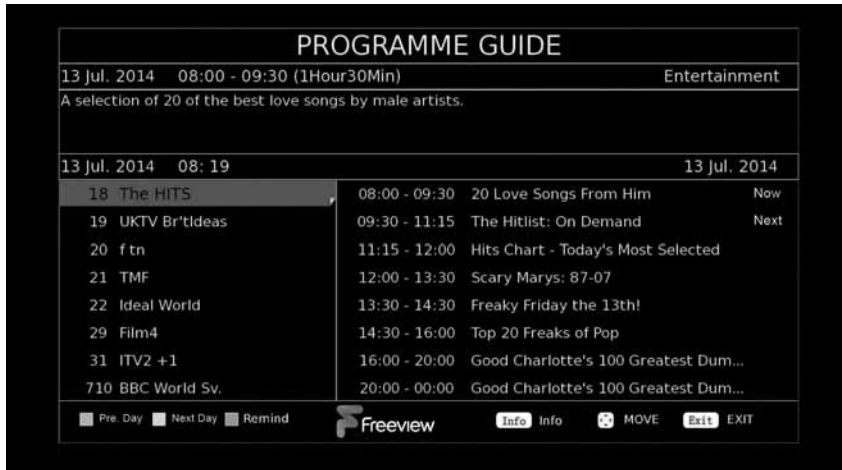 PROGRAMME GUIDE
13 Jul. 2014 08:00 - 09:30 (1Hour30Min) Entertainment
A selection of 20 of the best love songs by male artists.
13 Jul. 2014 08: 19 13 Jul. 2014
18 The HITS 08:00 - 09:30 20 Love Songs From Him Now
19 UKTV Br'tIdeas 09:30 - 11:15 The Hitlist: On Demand Next
20 f tn 11:15 - 12:00 Hits Chart - Today's Most Selected
21 TMF 12:00 - 13:30 Scary Marys: 87-07
22 Ideal World 13:30 - 14:30 Freaky Friday the 13th!
29 Film4 14:30 - 16:00 Top 20 Freaks of Pop
31 ITV2 +1 16:00 - 20:00 Good Charlotte's 100 Greatest Dum...
710 BBC World Sv. 20:00 - 00:00 Good Charlotte's 100 Greatest Dum...
Pre. Day Next Day Remind Freeview Info Info MOVE Exit EXIT